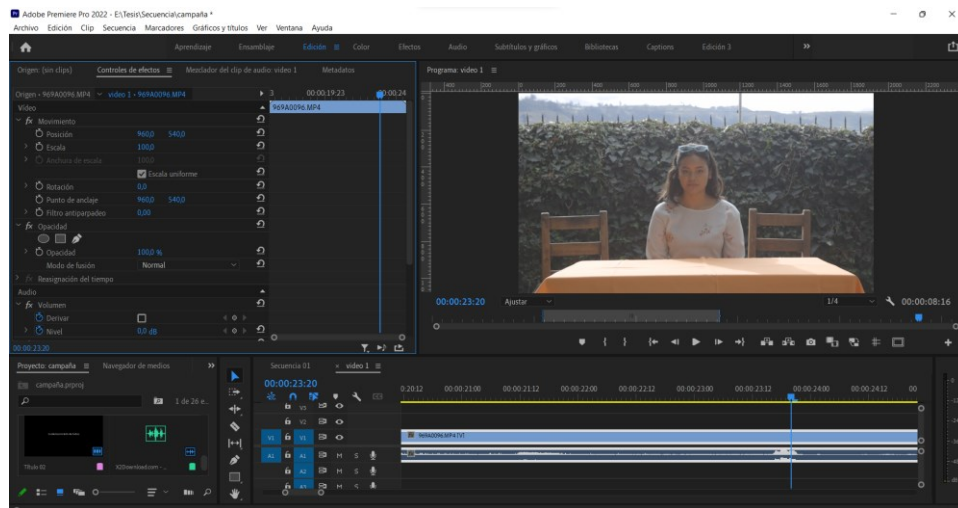 Adobe Premiere Pro 2022 - E:\Tesis\Secuencia\campaña *
Archivo Edición Clip Secuencia Marcadores Gráficos y títulos Ver Ventana Ayuda
Aprendizaje Ensamblaje Edición Color Efectos Audio Subtítulos y gráficos Bibliotecas Captions Edición 3
Origen: (sin clips) Controles de efectos Mezclador del clip de audio: video 1 Metadatos
Programa: video 1
Origen • 969A0096.MP4 video 1 • 969A0096.MP4
00:00;19:23 00:00;24
Vídeo
969A0096.MP4
fx Movimiento
Posición 960,0 540,0
Escala 100,0
Anchura de escala 100,0
Escala uniforme
Rotación 0,0
Punto de anclaje 960,0 540,0
Filtro antiparpadeo 0,00
fx Opacidad
Opacidad 100,0 %
Modo de fusión Normal
fx Reasignación del tiempo
Audio
fx Volumen
Derivar
Nivel 0,0 dB
00:00:23:20
00:00:23:20 Ajustar 1/4 00:00:08:16
Proyecto: campaña Navegador de medios
campaña.prproj
1 de 26 e...
Título 02
Secuencia 01 video 1
00:00:23:20
0:20:12 00:00:21:00 00:00:21:12 00:00:22:00 00:00:22:12 00:00:23:00 00:00:23:12 00:00:24:00 00:00:24:12 00
V3
V2
V1 V1 969A0096.MP4 [V]
A1 A1 M S
A2 M S
A3 M S